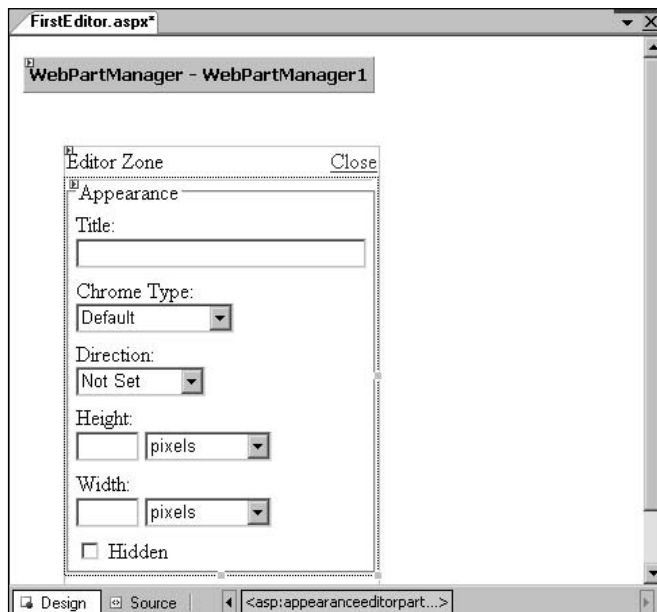 FirstEditor.aspx*
WebPartManager - WebPartManager1
Editor Zone Close
Appearance
Title:
Chrome Type:
Default
Direction:
Not Set
Height:
pixels
Width:
pixels
Hidden
Design Source <asp:appearanceeditorpart...>